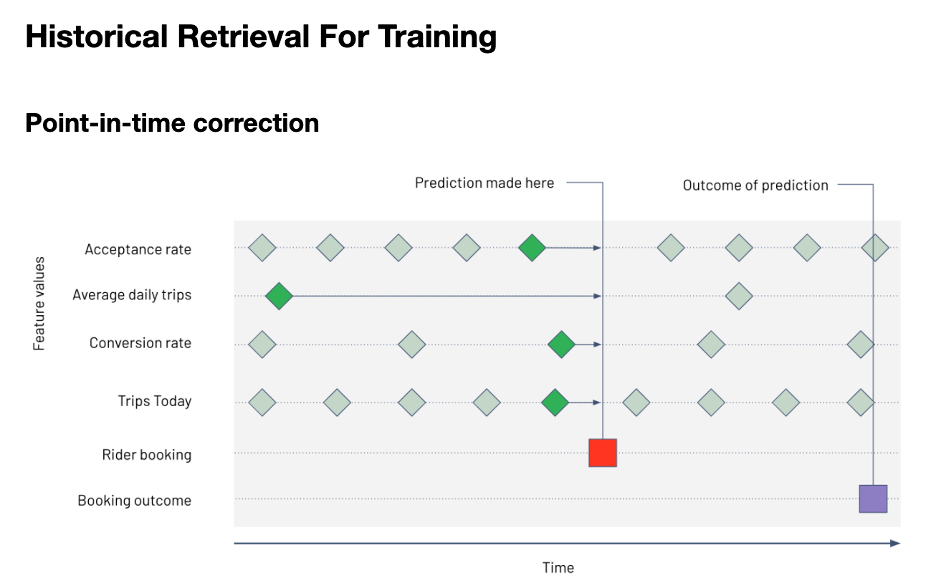 Historical Retrieval For Training
Point-in-time correction
Prediction made here
Outcome of prediction
Feature values
Acceptance rate
Average daily trips
Conversion rate
Trips Today
Rider booking
Booking outcome
Time